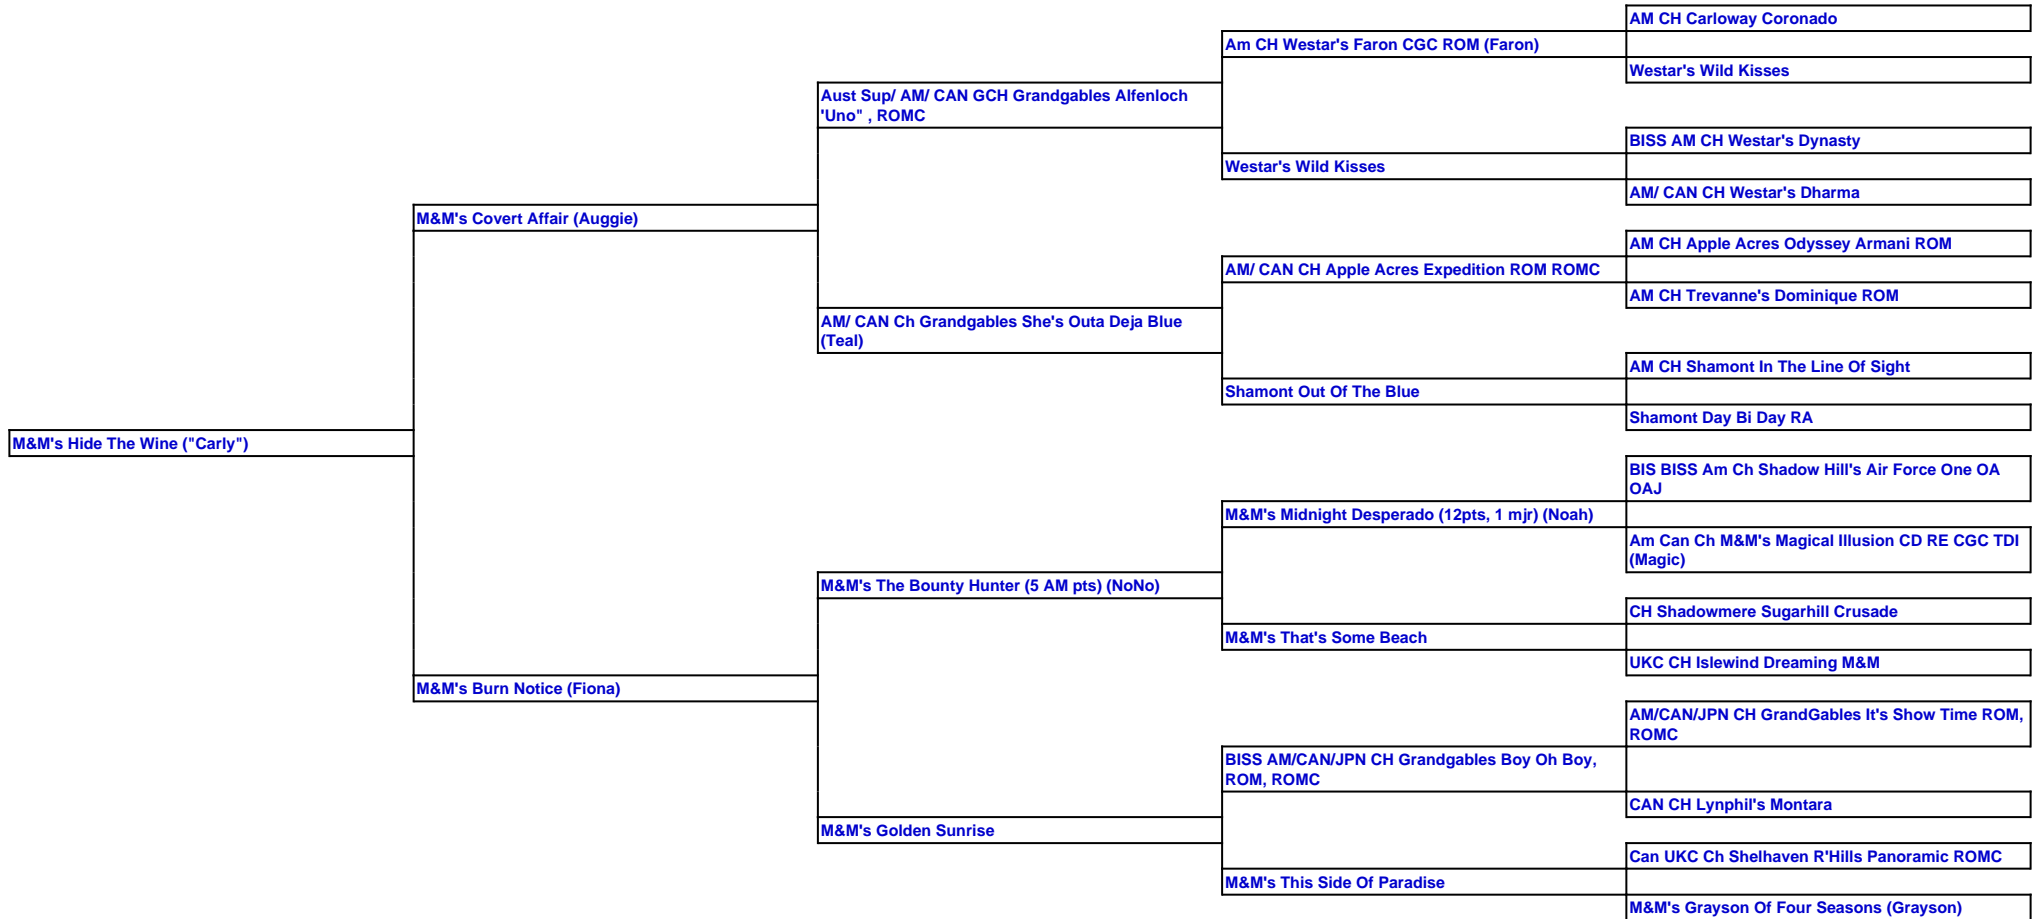 AM CH Carloway Coronado
Am CH Westar's Faron CGC ROM (Faron)
Westar's Wild Kisses
Aust Sup/ AM/ CAN GCH Grandgables Alfenloch
'Uno" , ROMC
BISS AM CH Westar's Dynasty
Westar's Wild Kisses
AM/ CAN CH Westar's Dharma
M&M's Covert Affair (Auggie)
AM CH Apple Acres Odyssey Armani ROM
AM/ CAN CH Apple Acres Expedition ROM ROMC
AM CH Trevanne's Dominique ROM
AM/ CAN Ch Grandgables She's Outa Deja Blue
(Teal)
AM CH Shamont In The Line Of Sight
Shamont Out Of The Blue
Shamont Day Bi Day RA
M&M's Hide The Wine ("Carly")
BIS BISS Am Ch Shadow Hill's Air Force One OA
OAJ
M&M's Midnight Desperado (12pts, 1 mjr) (Noah)
Am Can Ch M&M's Magical Illusion CD RE CGC TDI
(Magic)
M&M's The Bounty Hunter (5 AM pts) (NoNo)
CH Shadowmere Sugarhill Crusade
M&M's That's Some Beach
UKC CH Islewind Dreaming M&M
M&M's Burn Notice (Fiona)
AM/CAN/JPN CH GrandGables It's Show Time ROM,
ROMC
BISS AM/CAN/JPN CH Grandgables Boy Oh Boy,
ROM, ROMC
CAN CH Lynphil's Montara
M&M's Golden Sunrise
Can UKC Ch Shelhaven R'Hills Panoramic ROMC
M&M's This Side Of Paradise
M&M's Grayson Of Four Seasons (Grayson)